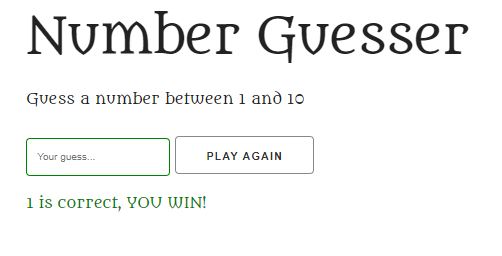 Number Guesser
Guess a number between 1 and 10
Your guess... PLAY AGAIN
1 is correct, YOU WIN!